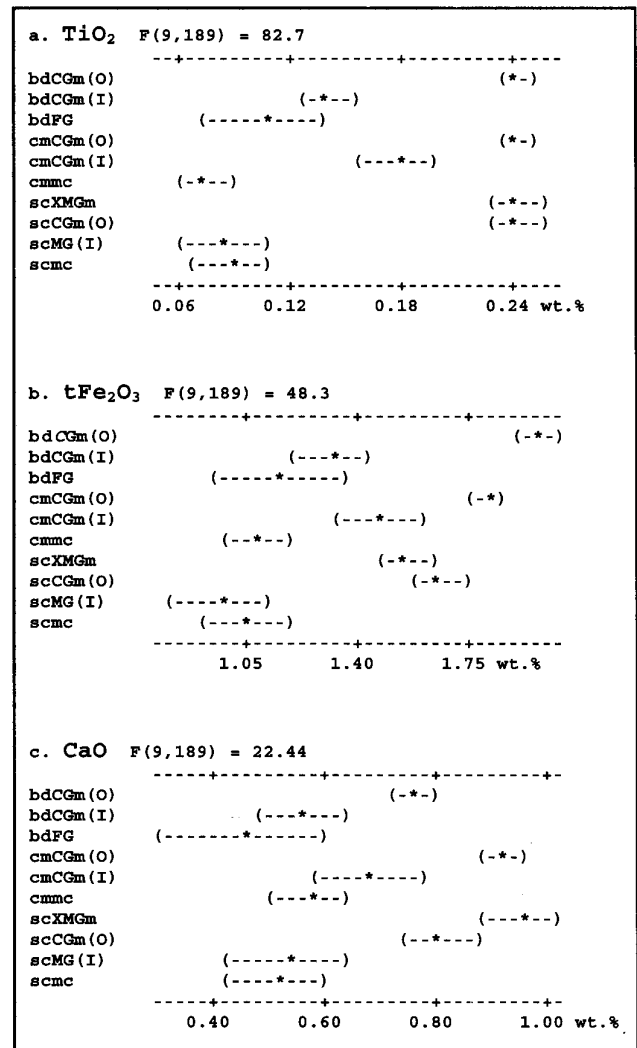 a. TiO₂ F(9,189) = 82.7
--+---------+---------+---------+----
bdCGm(O) (*-)
bdCGm(I) (-*--)
bdFG (-----*----)
cmCGm(O) (*-)
cmCGm(I) (---*--)
cmmc (-*--)
scXMGm (-*--)
scCGm(O) (-*--)
scMG(I) (---*---)
scmc (---*--)
--+---------+---------+---------+----
0.06 0.12 0.18 0.24 wt.%
b. tFe₂O₃ F(9,189) = 48.3
--------+---------+---------+--------
bdCGm(O) (-*-)
bdCGm(I) (---*--)
bdFG (-----*-----)
cmCGm(O) (-*)
cmCGm(I) (---*---)
cmmc (--*--)
scXMGm (-*--)
scCGm(O) (-*--)
scMG(I) (----*---)
scmc (---*---)
--------+---------+---------+--------
1.05 1.40 1.75 wt.%
c. CaO F(9,189) = 22.44
-----+---------+---------+---------+-
bdCGm(O) (-*-)
bdCGm(I) (---*---)
bdFG (-------*------)
cmCGm(O) (-*-)
cmCGm(I) (----*----)
cmmc (---*--)
scXMGm (---*--)
scCGm(O) (--*---)
scMG(I) (-----*----)
scmc (----*---)
-----+---------+---------+---------+-
0.40 0.60 0.80 1.00 wt.%